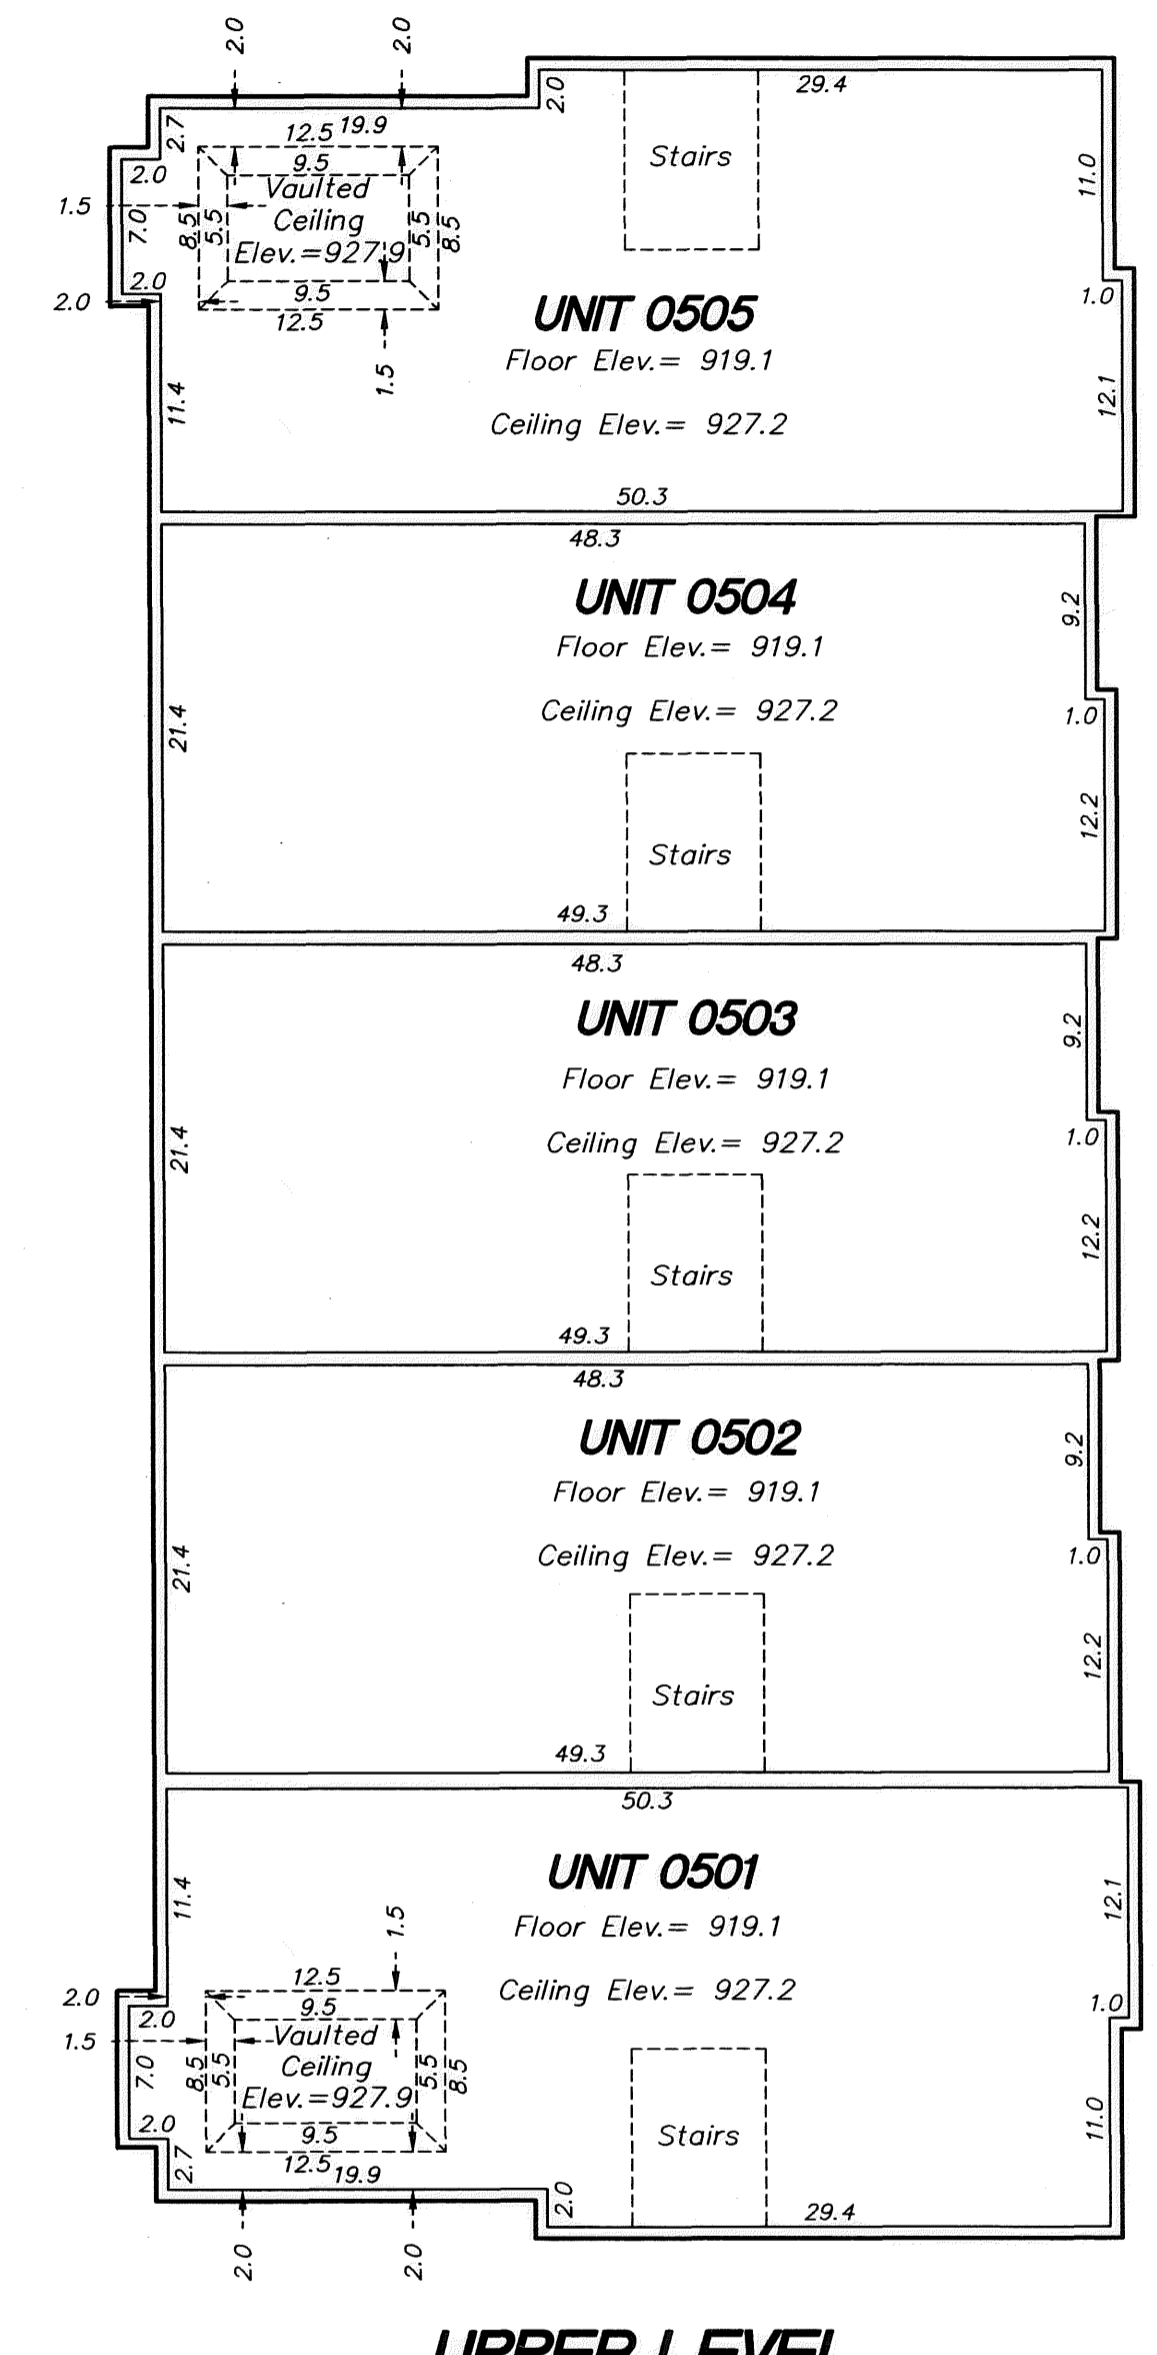 2.0
2.0
2.0
29.4
2.7
12.5
19.9
Stairs
9.5
2.0
Vaulted
11.0
1.5
7.0
8.5
5.5
Ceiling
5.5
8.5
Elev.=927.9
2.0
9.5
1.0
2.0
12.5
UNIT 0505
Floor Elev.= 919.1
1.5
11.4
12.1
Ceiling Elev.= 927.2
50.3
48.3
UNIT 0504
9.2
Floor Elev.= 919.1
21.4
Ceiling Elev.= 927.2
1.0
12.2
Stairs
49.3
48.3
UNIT 0503
9.2
Floor Elev.= 919.1
21.4
Ceiling Elev.= 927.2
1.0
12.2
Stairs
49.3
48.3
UNIT 0502
9.2
Floor Elev.= 919.1
21.4
Ceiling Elev.= 927.2
1.0
12.2
Stairs
49.3
50.3
UNIT 0501
11.4
12.1
1.5
Floor Elev.= 919.1
12.5
Ceiling Elev.= 927.2
2.0
9.5
1.0
2.0
1.5
Vaulted
7.0
8.5
5.5
Ceiling
5.5
8.5
Elev.=927.9
2.0
9.5
Stairs
11.0
2.7
12.5
19.9
2.0
29.4
2.0
2.0
UPPER LEVEL